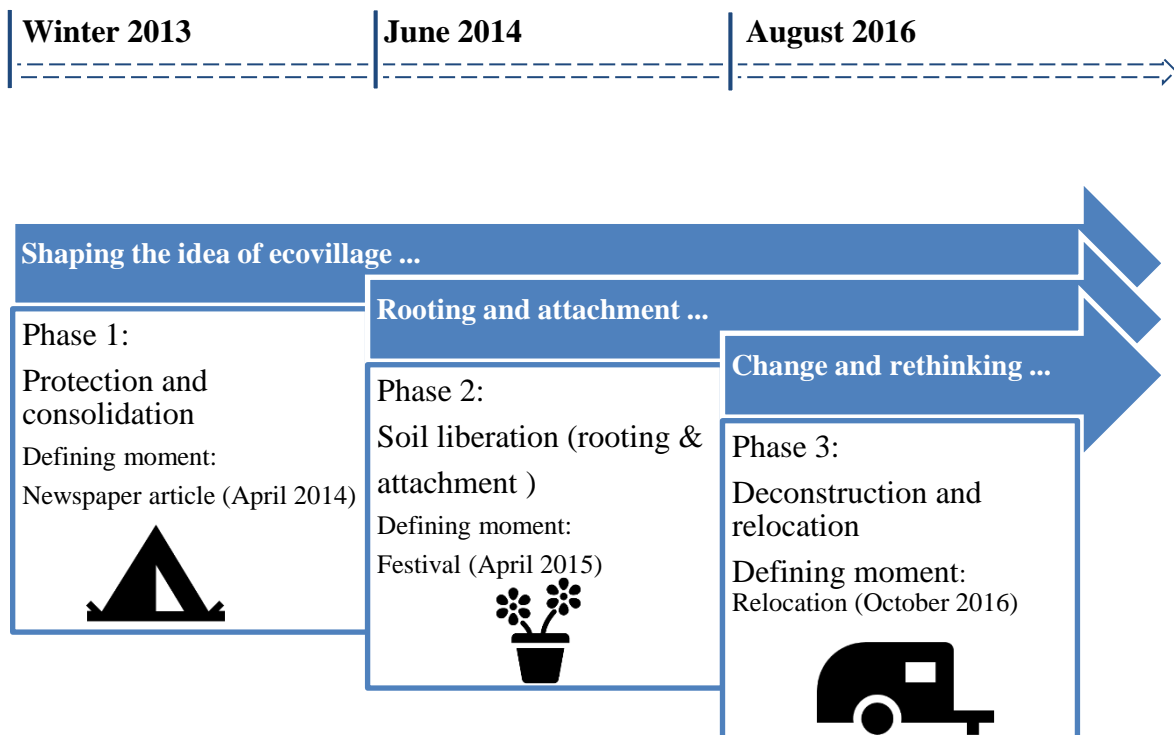 Winter 2013
June 2014
August 2016
Shaping the idea of ecovillage ...
Rooting and attachment ...
Change and rethinking ...
Phase 1:
Protection and
consolidation
Defining moment:
Newspaper article (April 2014)
Phase 2:
Soil liberation (rooting &
attachment )
Defining moment:
Festival (April 2015)
Phase 3:
Deconstruction and
relocation
Defining moment:
Relocation (October 2016)